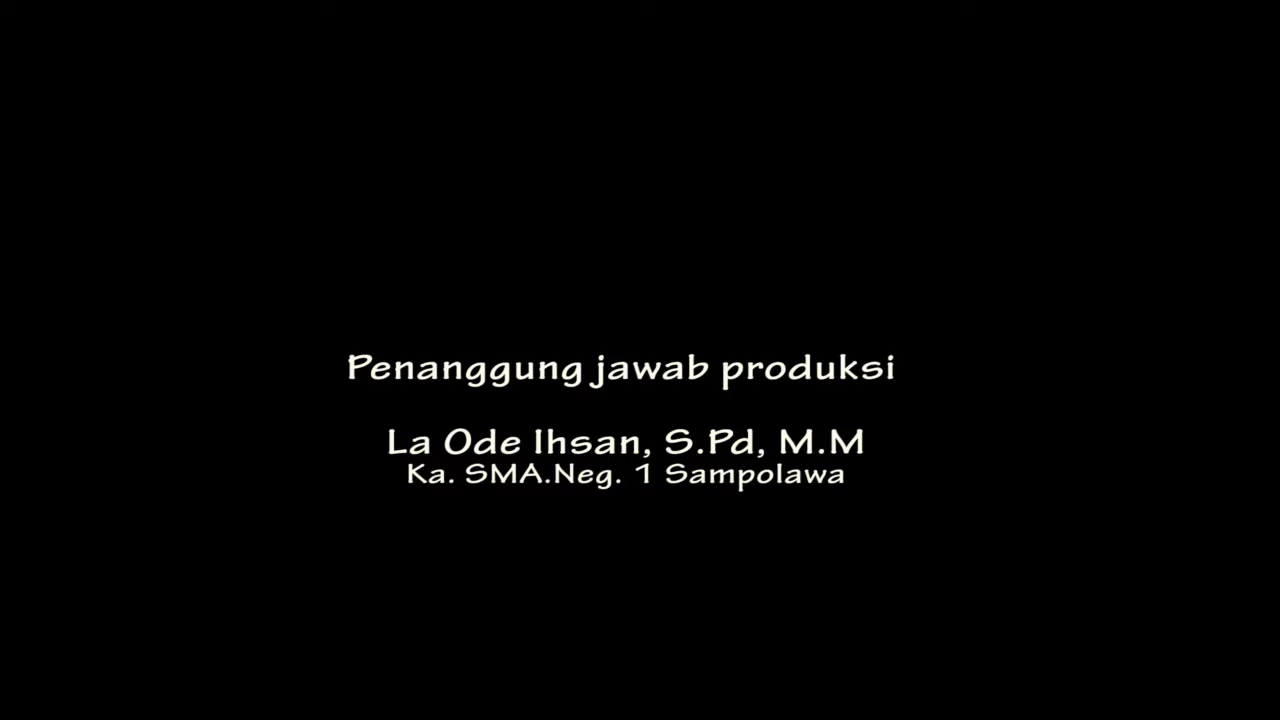 Penanggung jawab produksi
La Ode Ihsan, S.Pd, M.M
Ka. SMA.Neg. 1 Sampolawa